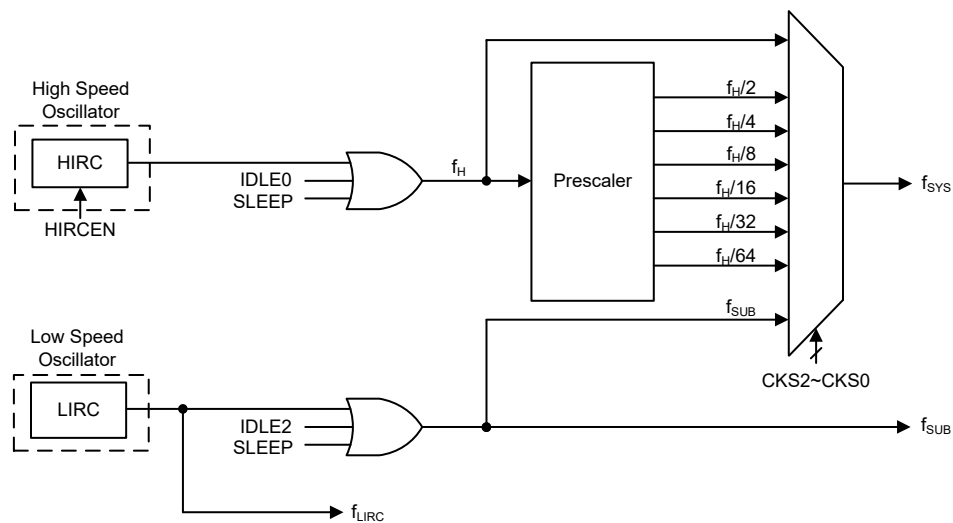 High Speed
Oscillator
HIRC
HIRCEN
IDLE0
SLEEP
fH
Prescaler
fH/2
fH/4
fH/8
fH/16
fH/32
fH/64
fSUB
CKS2~CKS0
fSYS
Low Speed
Oscillator
LIRC
IDLE2
SLEEP
fSUB
fLIRC